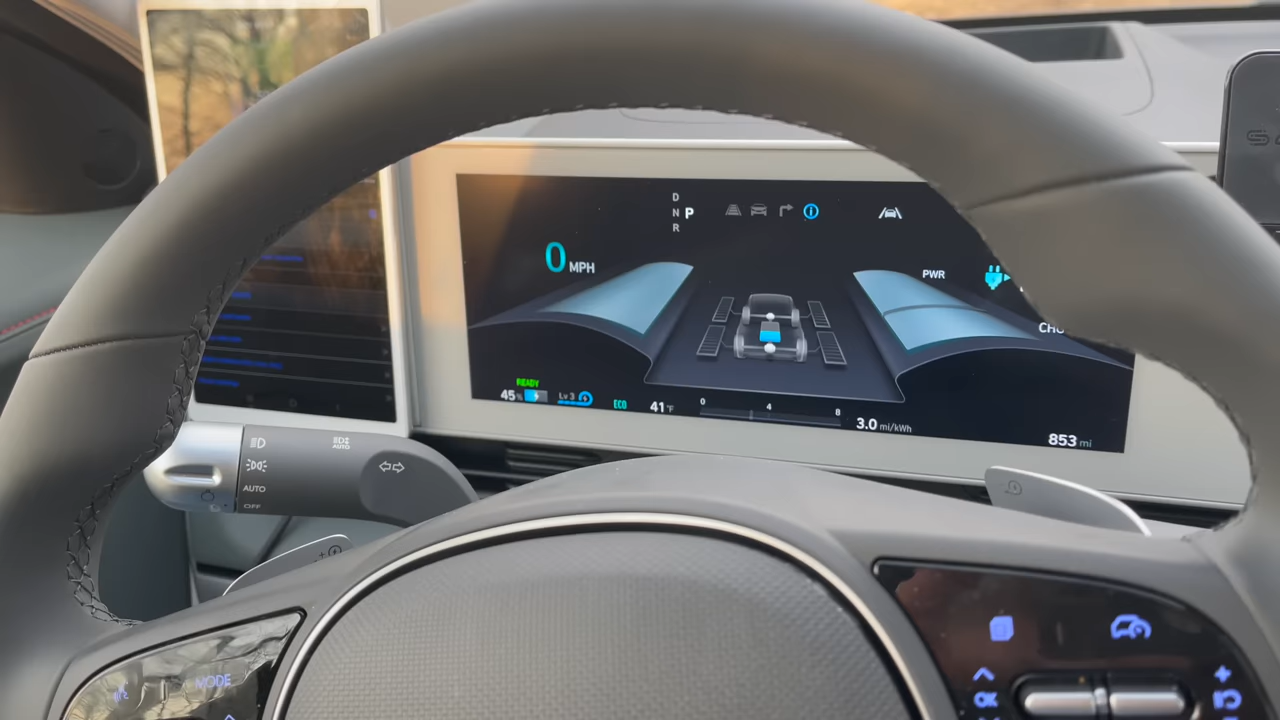 D
N P
R
0 MPH
PWR
READY
45%
Lv 3
ECO
41°F
0 4 8
3.0 mi/kWh
853 mi
AUTO
AUTO
OFF
MODE
OK